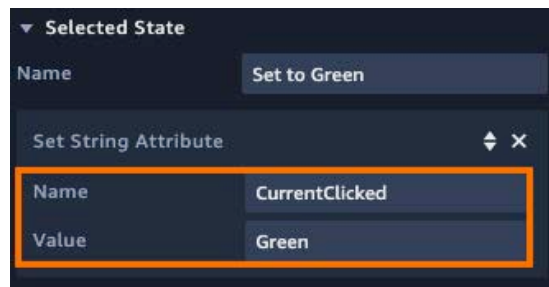 Selected State
Name Set to Green
Set String Attribute
Name CurrentClicked
Value Green